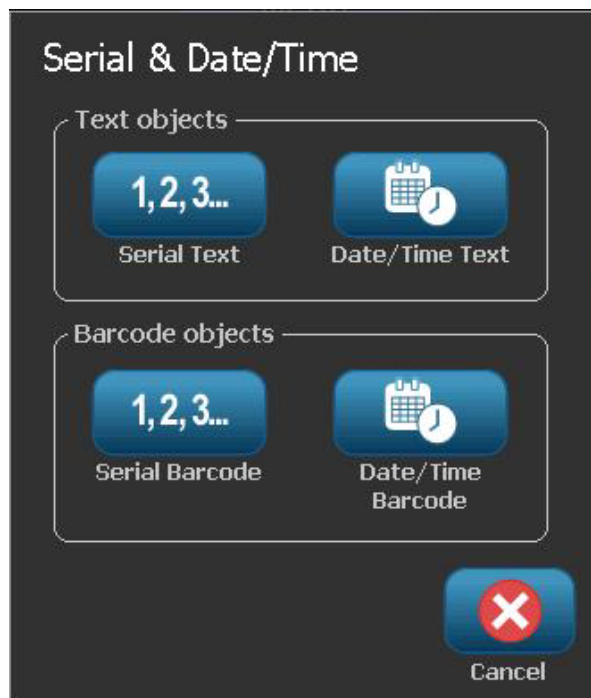 Serial & Date/Time
Text objects
1, 2, 3...
Serial Text
Date/Time Text
Barcode objects
1, 2, 3...
Serial Barcode
Date/Time
Barcode
Cancel